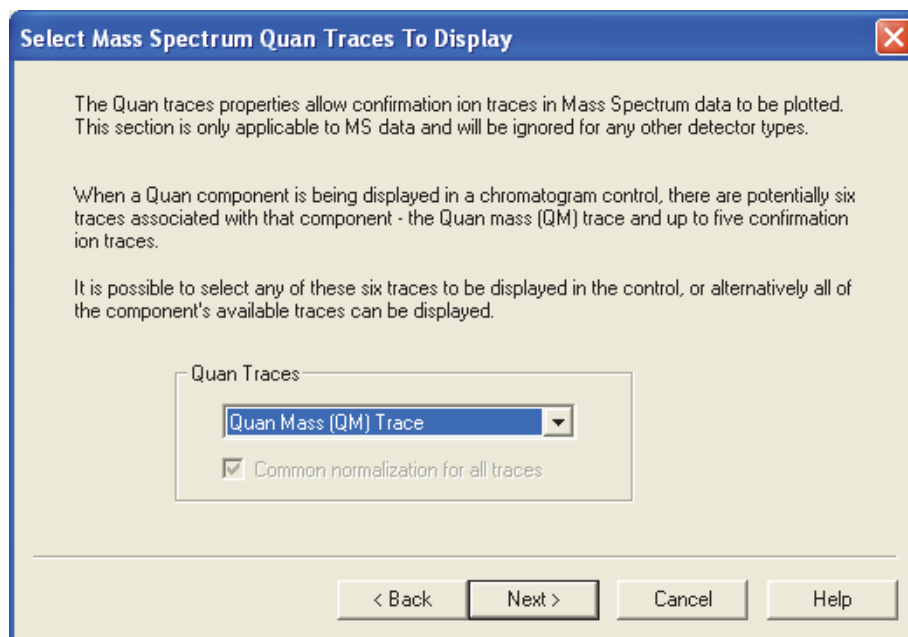 Select Mass Spectrum Quan Traces To Display
The Quan traces properties allow confirmation ion traces in Mass Spectrum data to be plotted.
This section is only applicable to MS data and will be ignored for any other detector types.
When a Quan component is being displayed in a chromatogram control, there are potentially six
traces associated with that component - the Quan mass (QM) trace and up to five confirmation
ion traces.
It is possible to select any of these six traces to be displayed in the control, or alternatively all of
the component's available traces can be displayed.
Quan Traces
Quan Mass (QM) Trace
Common normalization for all traces
< Back
Next >
Cancel
Help